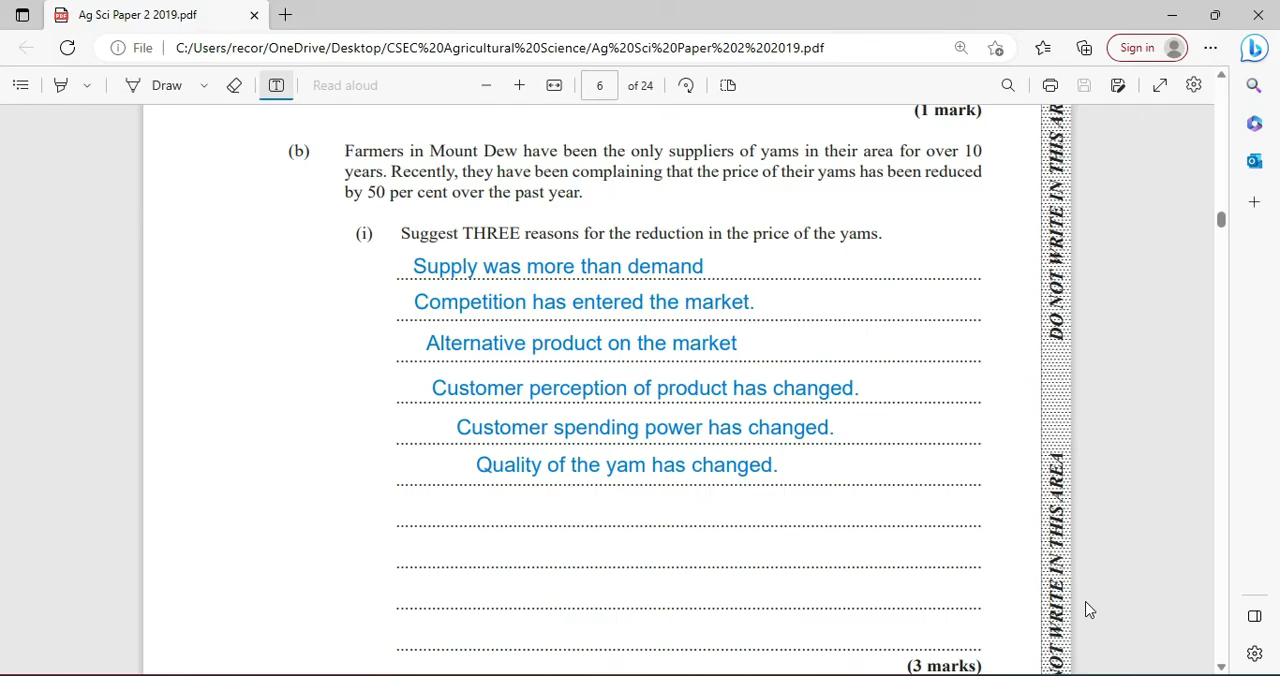 Ag Sci Paper 2 2019.pdf
File
C:/Users/recor/OneDrive/Desktop/CSEC%20Agricultural%20Science/Ag%20Sci%20Paper%202%202019.pdf
Sign in
Draw
Read aloud
6
of 24
(1 mark)
(b) Farmers in Mount Dew have been the only suppliers of yams in their area for over 10
years. Recently, they have been complaining that the price of their yams has been reduced
by 50 per cent over the past year.
(i) Suggest THREE reasons for the reduction in the price of the yams.
Supply was more than demand
Competition has entered the market.
Alternative product on the market
Customer perception of product has changed.
Customer spending power has changed.
Quality of the yam has changed.
(3 marks)
DO NOT WRITE IN THIS AR
NOT WRITE IN THIS AREA